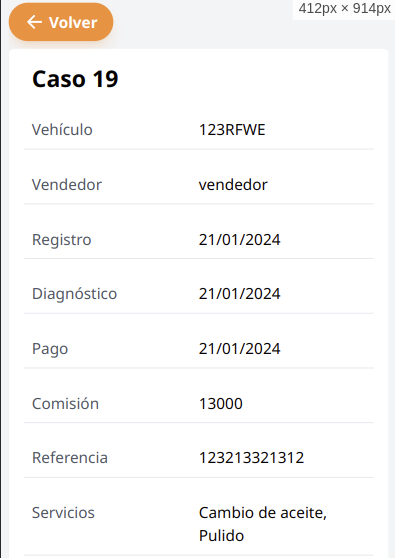 412px × 914px
← Volver
Caso 19
Vehículo 123RFWE
Vendedor vendedor
Registro 21/01/2024
Diagnóstico 21/01/2024
Pago 21/01/2024
Comisión 13000
Referencia 123213321312
Servicios Cambio de aceite,
Pulido